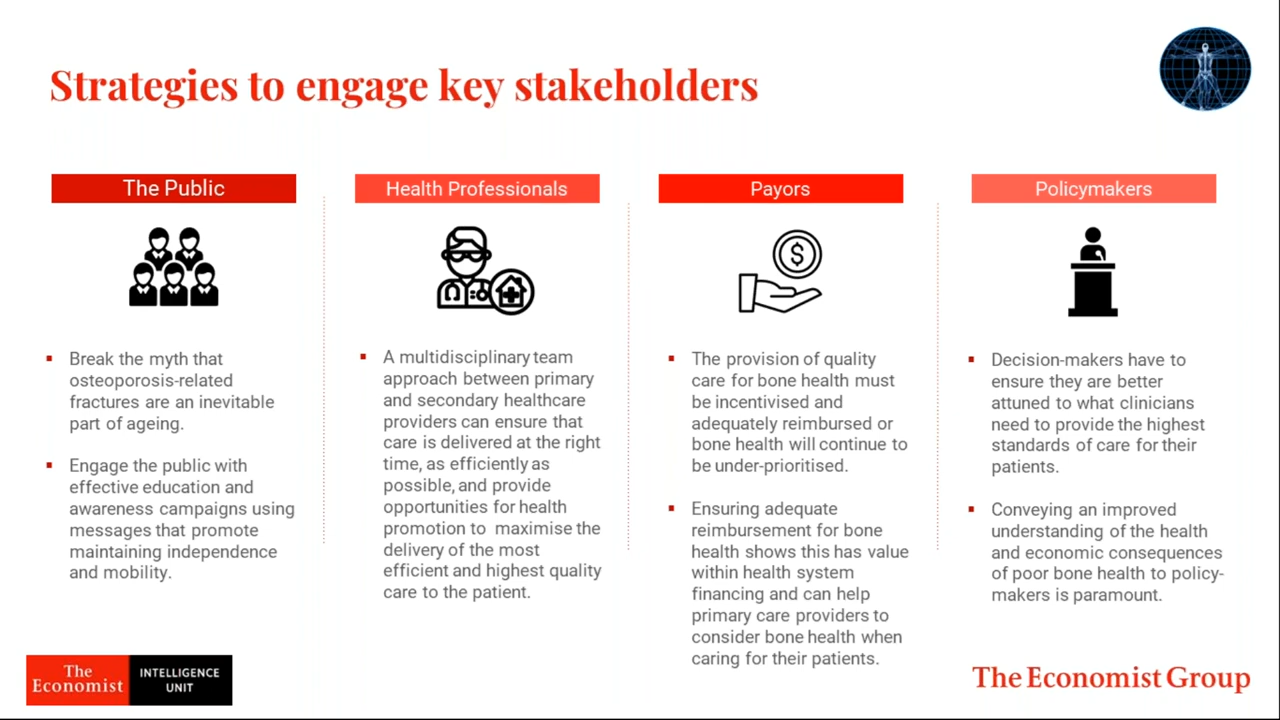 Strategies to engage key stakeholders
The Public
Break the myth that
osteoporosis-related
fractures are an inevitable
part of ageing.
Engage the public with
effective education and
awareness campaigns using
messages that promote
maintaining independence
and mobility.
Health Professionals
A multidisciplinary team
approach between primary
and secondary healthcare
providers can ensure that
care is delivered at the right
time, as efficiently as
possible, and provide
opportunities for health
promotion to maximise the
delivery of the most
efficient and highest quality
care to the patient.
Payors
$
The provision of quality
care for bone health must
be incentivised and
adequately reimbursed or
bone health will continue to
be under-prioritised.
Ensuring adequate
reimbursement for bone
health shows this has value
within health system
financing and can help
primary care providers to
consider bone health when
caring for their patients.
Policymakers
Decision-makers have to
ensure they are better
attuned to what clinicians
need to provide the highest
standards of care for their
patients.
Conveying an improved
understanding of the health
and economic consequences
of poor bone health to policy-
makers is paramount.
The
Economist
INTELLIGENCE
UNIT
The Economist Group